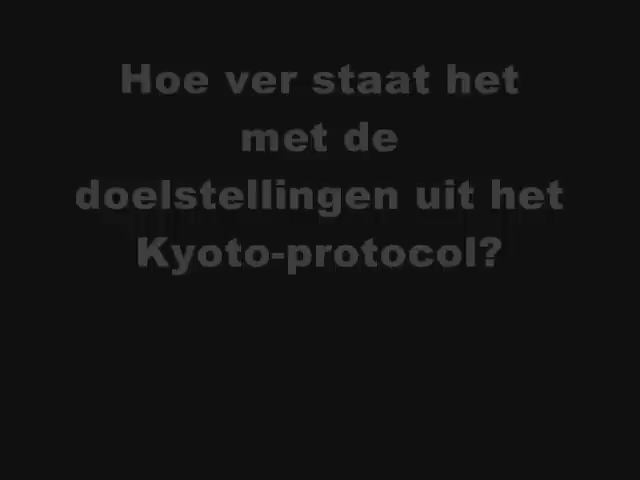 Hoe ver staat het
met de
doelstellingen uit het
Kyoto-protocol?